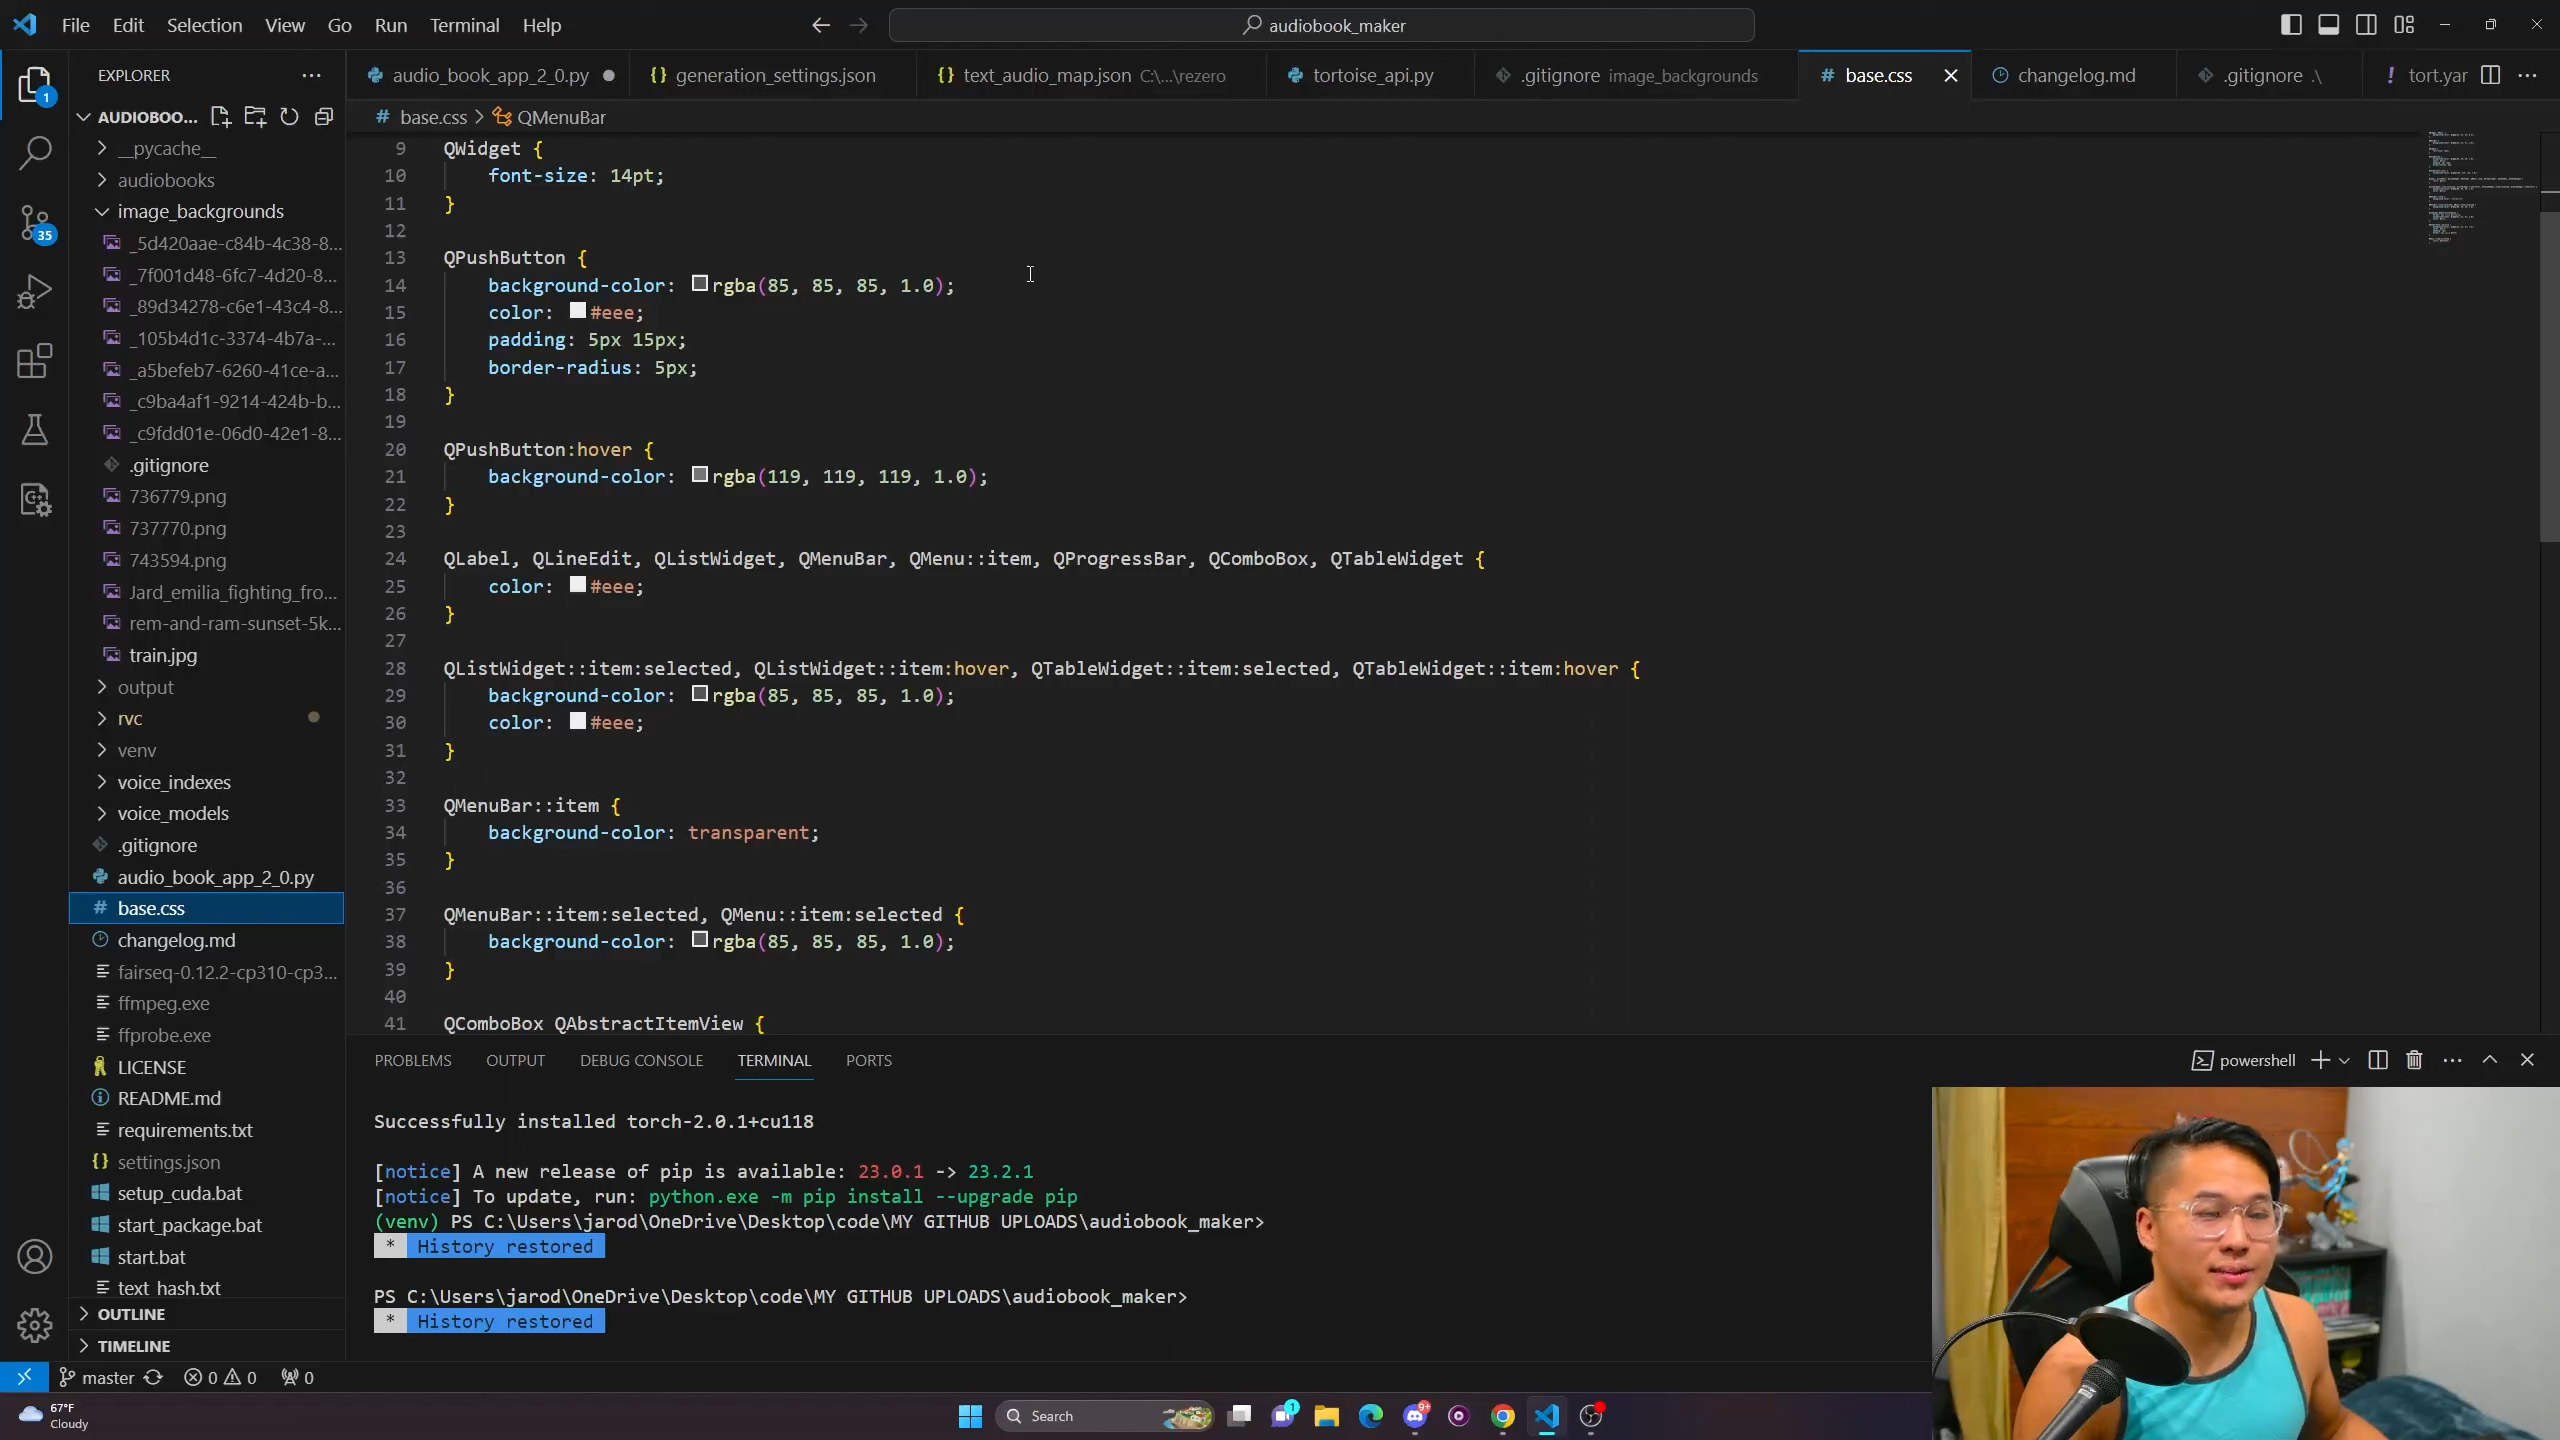 File Edit Selection View Go Run Terminal Help
audiobook_maker
EXPLORER
audio_book_app_2_0.py
generation_settings.json
text_audio_map.json C:\...\rezero
tortoise_api.py
.gitignore image_backgrounds
base.css
changelog.md
.gitignore .\
tort.yar
1
AUDIOBOO...
base.css > QMenuBar
__pycache__
audiobooks
image_backgrounds
_5d420aae-c84b-4c38-8...
_7f001d48-6fc7-4d20-8...
_89d34278-c6e1-43c4-8...
_105b4d1c-3374-4b7a-...
_a5befeb7-6260-41ce-a...
_c9ba4af1-9214-424b-b...
_c9fdd01e-06d0-42e1-8...
.gitignore
736779.png
737770.png
743594.png
Jard_emilia_fighting_fro...
rem-and-ram-sunset-5k...
train.jpg
output
rvc
venv
voice_indexes
voice_models
.gitignore
audio_book_app_2_0.py
base.css
changelog.md
fairseq-0.12.2-cp310-cp3...
ffmpeg.exe
ffprobe.exe
LICENSE
README.md
requirements.txt
settings.json
setup_cuda.bat
start_package.bat
start.bat
text_hash.txt
OUTLINE
TIMELINE
35
9 QWidget {
10 font-size: 14pt;
11 }
12
13 QPushButton {
14 background-color: rgba(85, 85, 85, 1.0);
15 color: #eee;
16 padding: 5px 15px;
17 border-radius: 5px;
18 }
19
20 QPushButton:hover {
21 background-color: rgba(119, 119, 119, 1.0);
22 }
23
24 QLabel, QLineEdit, QListWidget, QMenuBar, QMenu::item, QProgressBar, QComboBox, QTableWidget {
25 color: #eee;
26 }
27
28 QListWidget::item:selected, QListWidget::item:hover, QTableWidget::item:selected, QTableWidget::item:hover {
29 background-color: rgba(85, 85, 85, 1.0);
30 color: #eee;
31 }
32
33 QMenuBar::item {
34 background-color: transparent;
35 }
36
37 QMenuBar::item:selected, QMenu::item:selected {
38 background-color: rgba(85, 85, 85, 1.0);
39 }
40
41 QComboBox QAbstractItemView {
PROBLEMS OUTPUT DEBUG CONSOLE TERMINAL PORTS
powershell
Successfully installed torch-2.0.1+cu118
[notice] A new release of pip is available: 23.0.1 -> 23.2.1
[notice] To update, run: python.exe -m pip install --upgrade pip
(venv) PS C:\Users\jarod\OneDrive\Desktop\code\MY GITHUB UPLOADS\audiobook_maker>
* History restored
PS C:\Users\jarod\OneDrive\Desktop\code\MY GITHUB UPLOADS\audiobook_maker>
* History restored
master 0 0 0
67°F
Cloudy
Search
1
9+